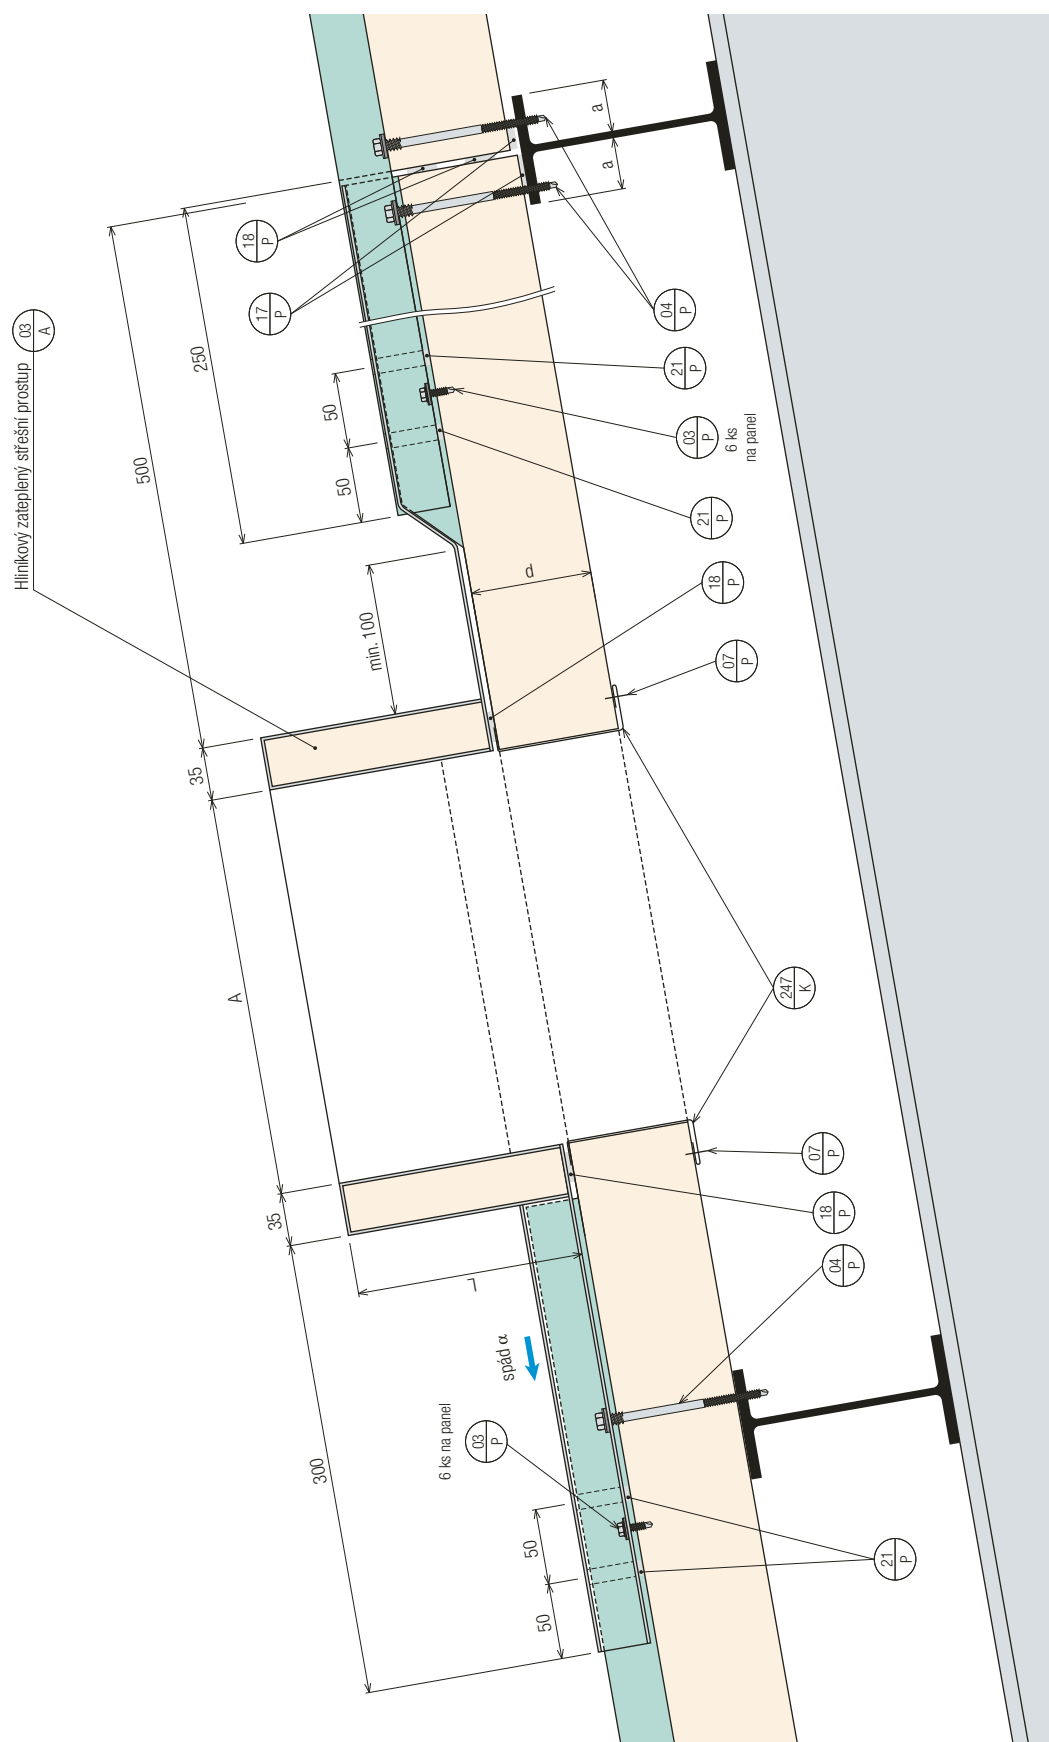 Hliníkový zateplený střešní prostup
03
A
500
250
50
50
35
A
35
300
50
50
min. 100
d
L
a
a
spád α
18
P
17
P
04
P
21
P
03
P
6 ks
na panel
21
P
18
P
07
P
247
K
07
P
18
P
04
P
6 ks na panel
03
P
21
P